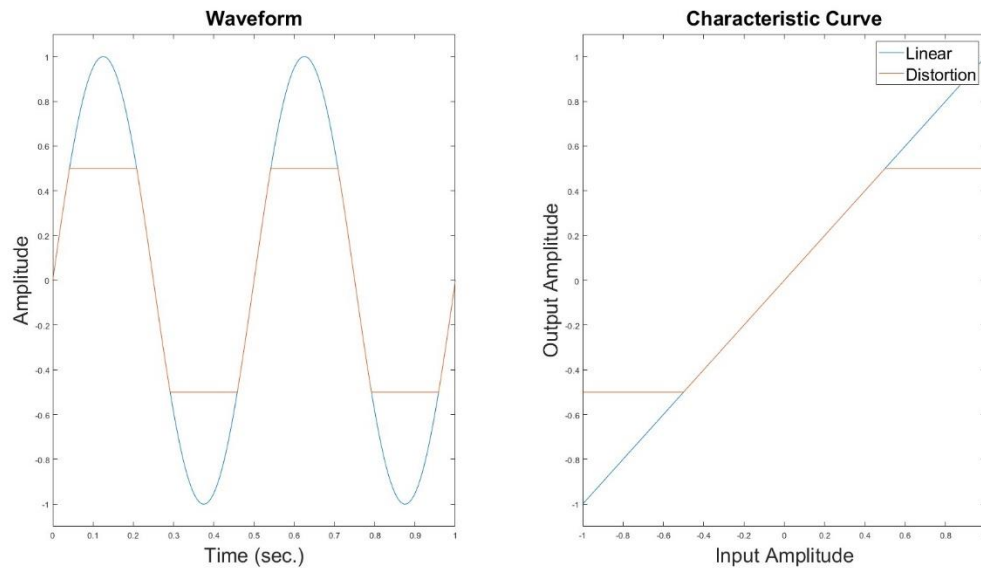 Waveform
1
0.8
0.6
0.4
0.2
0
-0.2
-0.4
-0.6
-0.8
-1
Amplitude
0 0.1 0.2 0.3 0.4 0.5 0.6 0.7 0.8 0.9 1
Time (sec.)
Characteristic Curve
Linear
Distortion
1
0.8
0.6
0.4
0.2
0
-0.2
-0.4
-0.6
-0.8
-1
Output Amplitude
-1 -0.8 -0.6 -0.4 -0.2 0 0.2 0.4 0.6 0.8
Input Amplitude